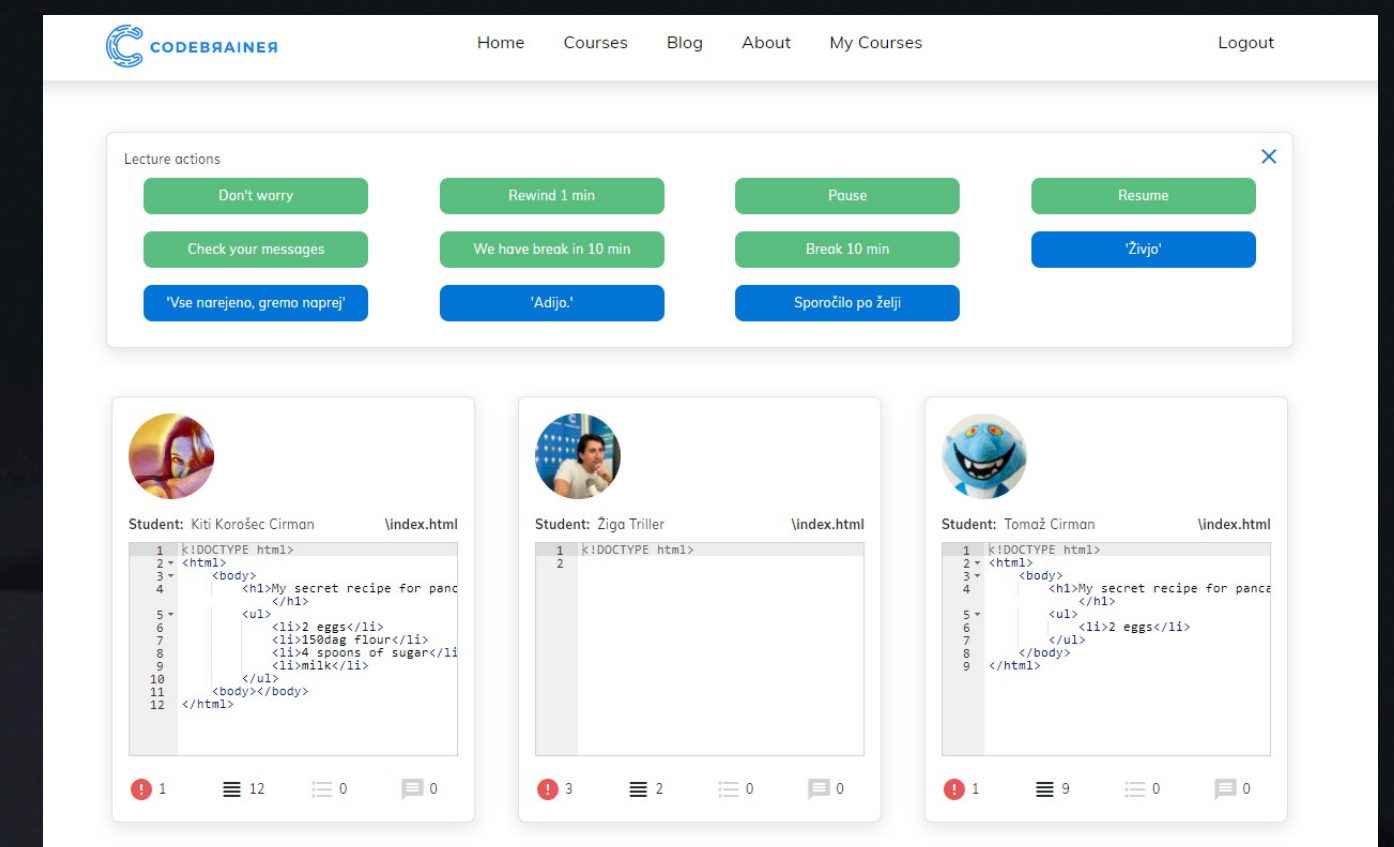 CODEBЯAINEЯ
Home Courses Blog About My Courses Logout
Lecture actions
Don't worry Rewind 1 min Pause Resume
Check your messages We have break in 10 min Break 10 min 'Živjo'
'Vse narejeno, gremo naprej' 'Adijo.' Sporočilo po želji
Student: Kiti Korošec Cirman \index.html
1 <!DOCTYPE html>
2 <html>
3 <body>
4 <h1>My secret recipe for panc
</h1>
5 <ul>
6 <li>2 eggs</li>
7 <li>150dag flour</li>
8 <li>4 spoons of sugar</li
9 <li>milk</li>
10 </ul>
11 <body></body>
12 </html>
1 12 0 0
Student: Žiga Triller \index.html
1 <!DOCTYPE html>
2
3 2 0 0
Student: Tomaž Cirman \index.html
1 <!DOCTYPE html>
2 <html>
3 <body>
4 <h1>My secret recipe for panca
</h1>
5 <ul>
6 <li>2 eggs</li>
7 </ul>
8 </body>
9 </html>
1 9 0 0